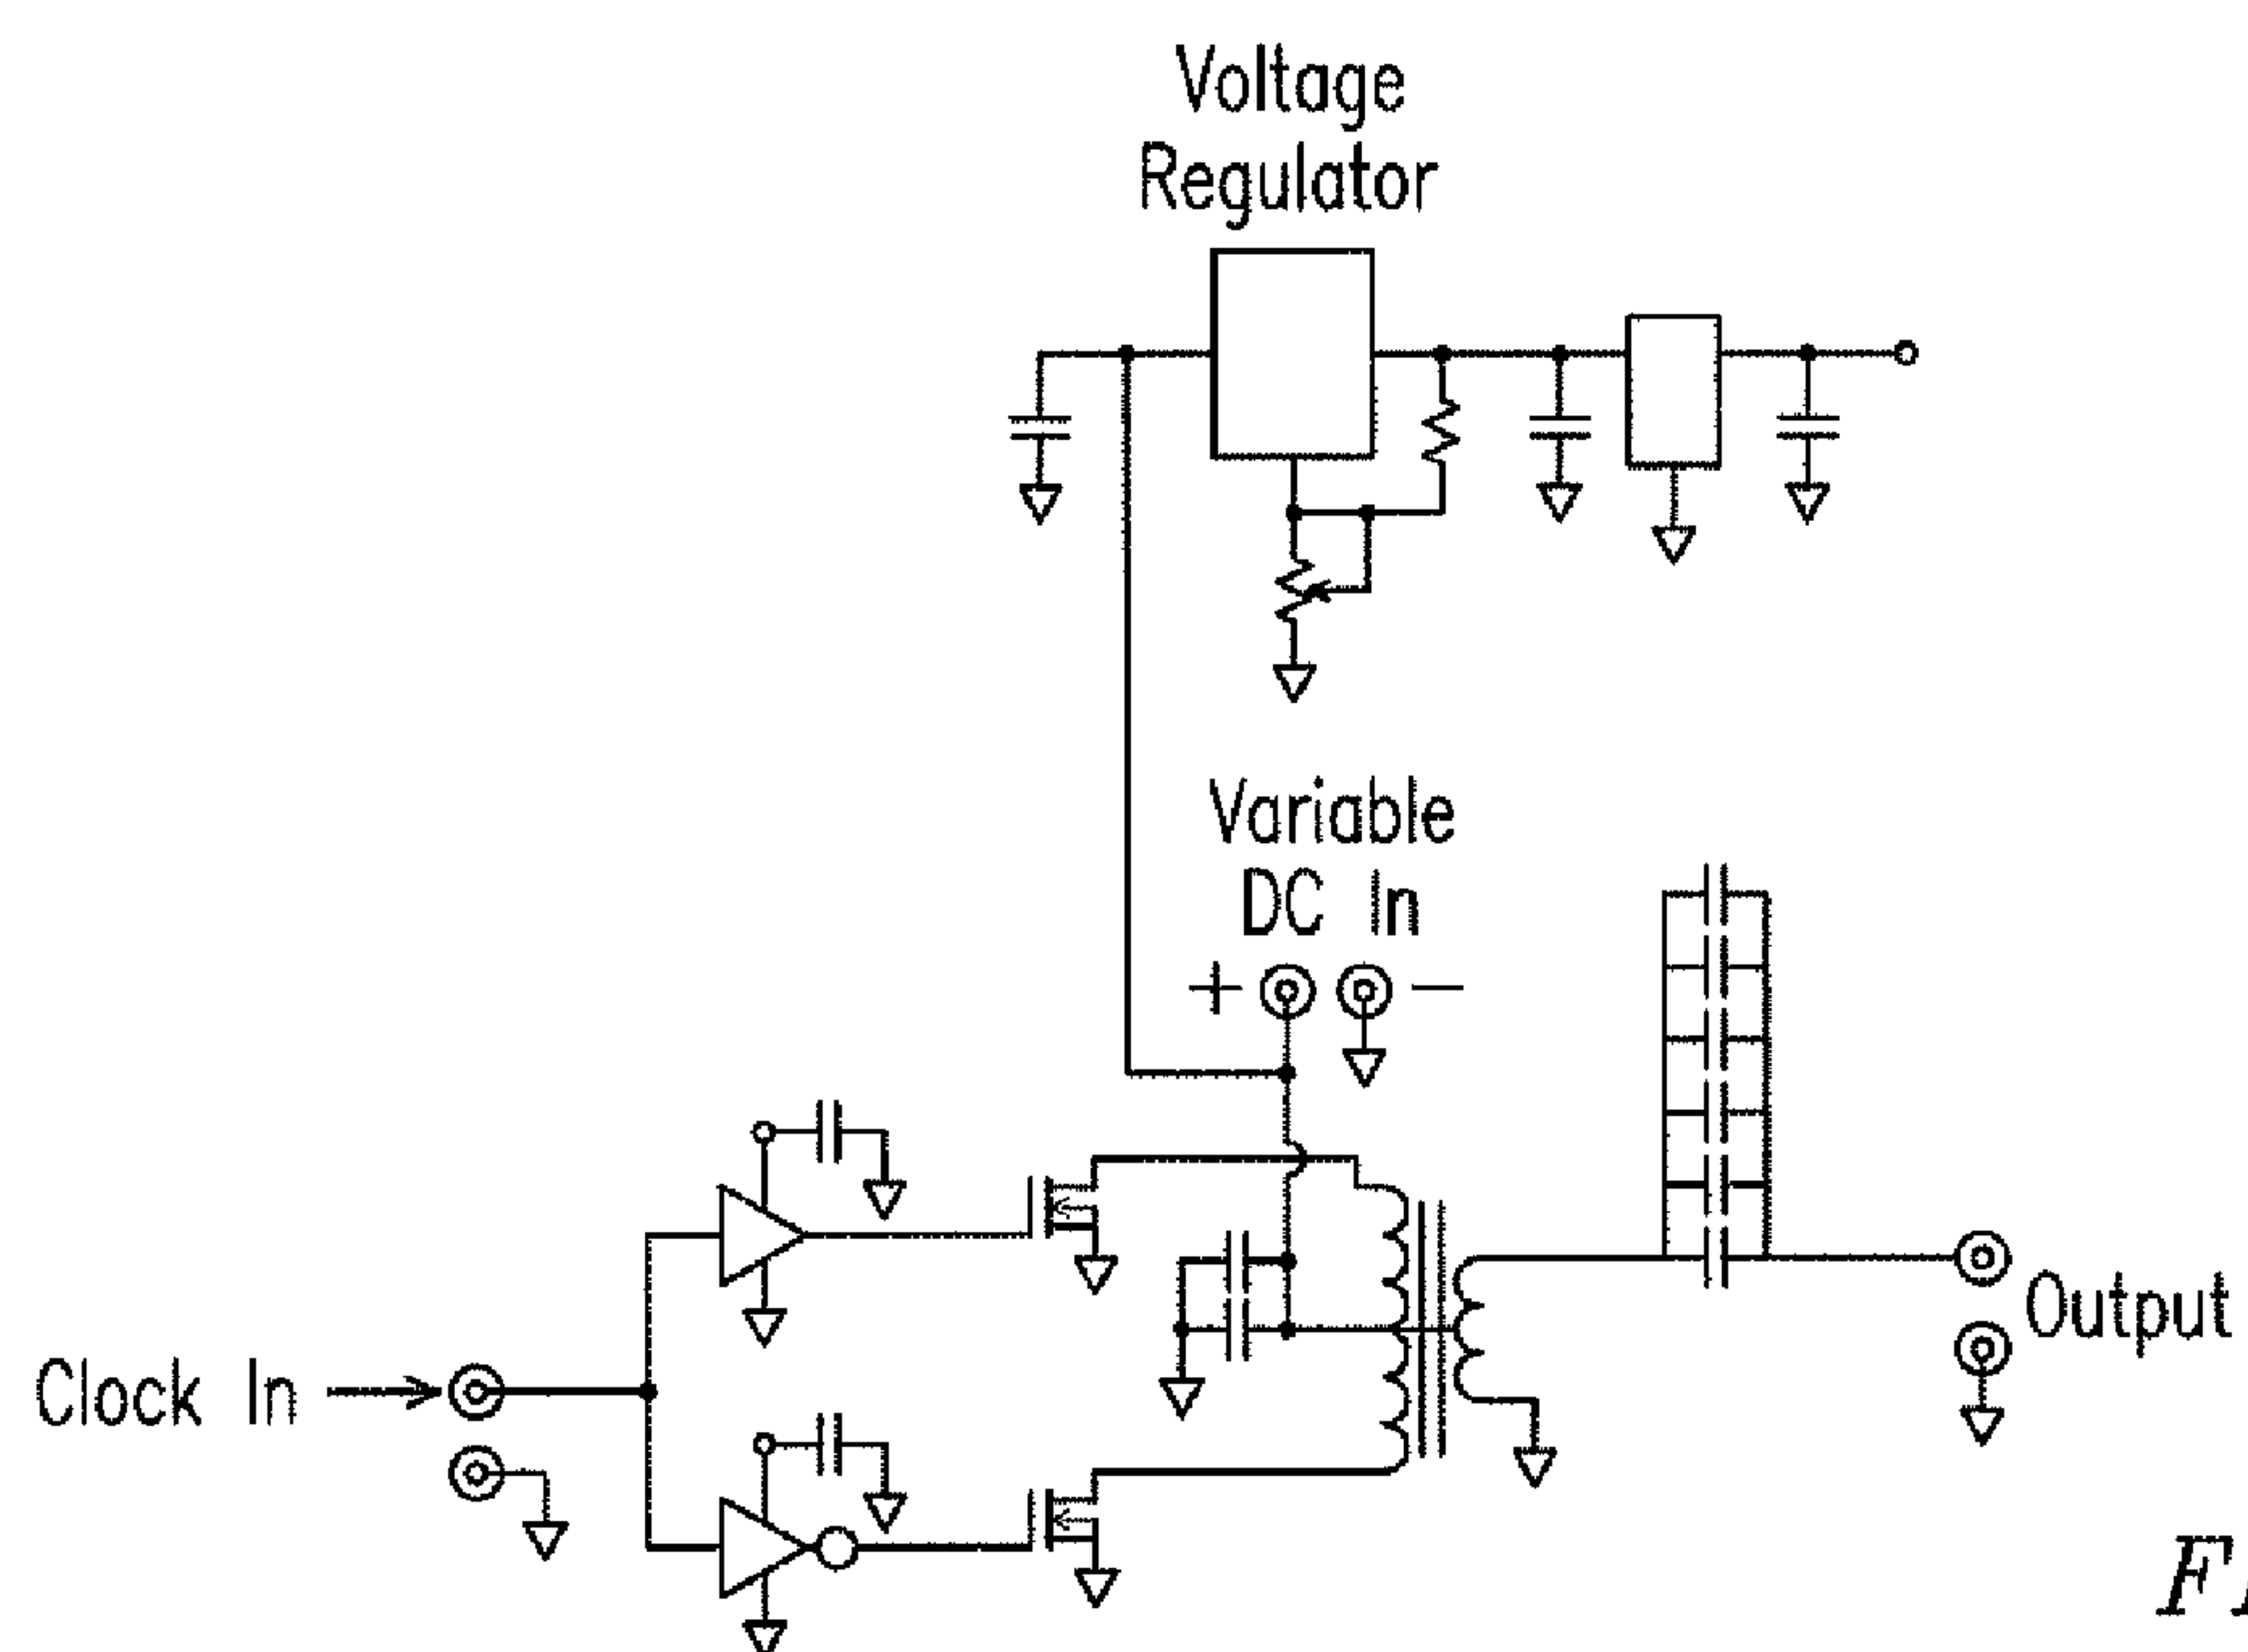 Voltage
Regulator
Variable
DC In
+ −
Clock In
Output